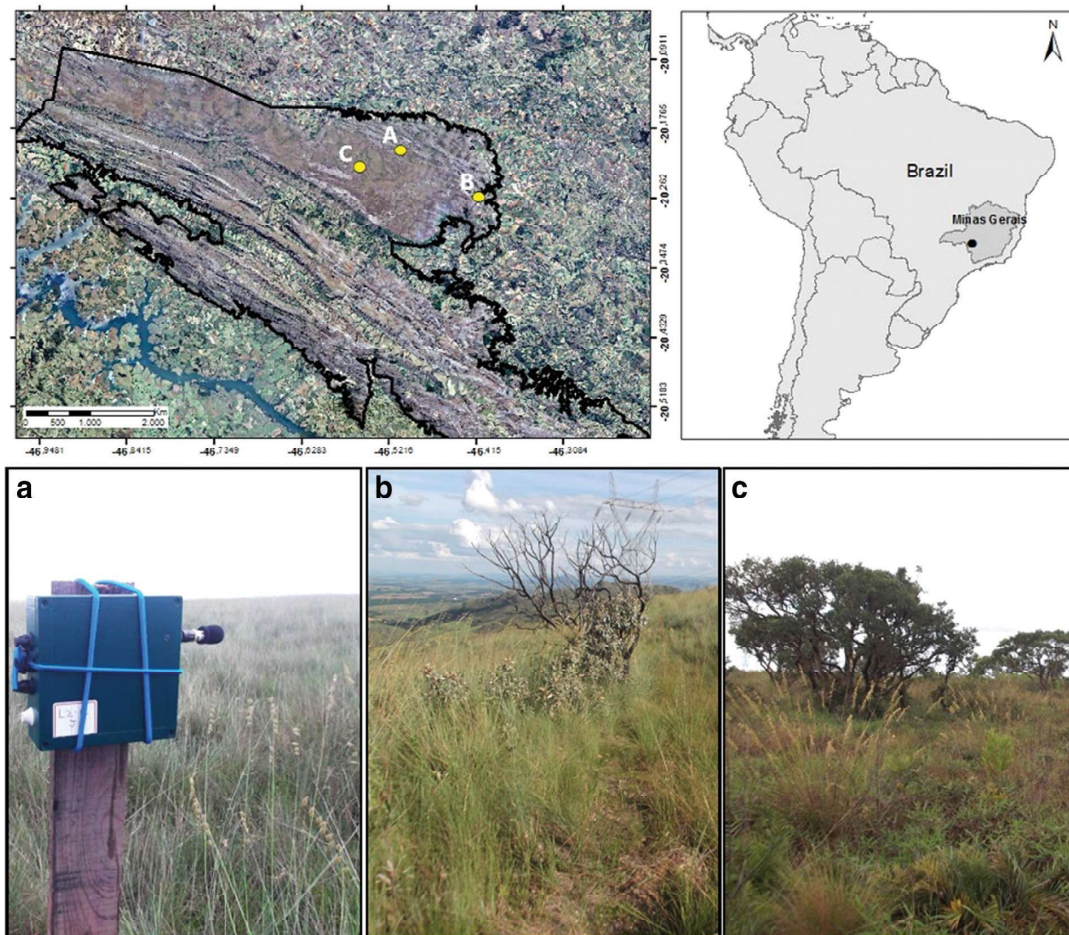 A
C
B
-20,0911
-20,1765
-20,262
-20,3474
-20,4329
-20,5183
Km
0 500 1.000 2.000
-46,9481 -46,8415 -46,7349 -46,6283 -46,5216 -46,415 -46,3084
N
Brazil
Minas Gerais
a
b
c